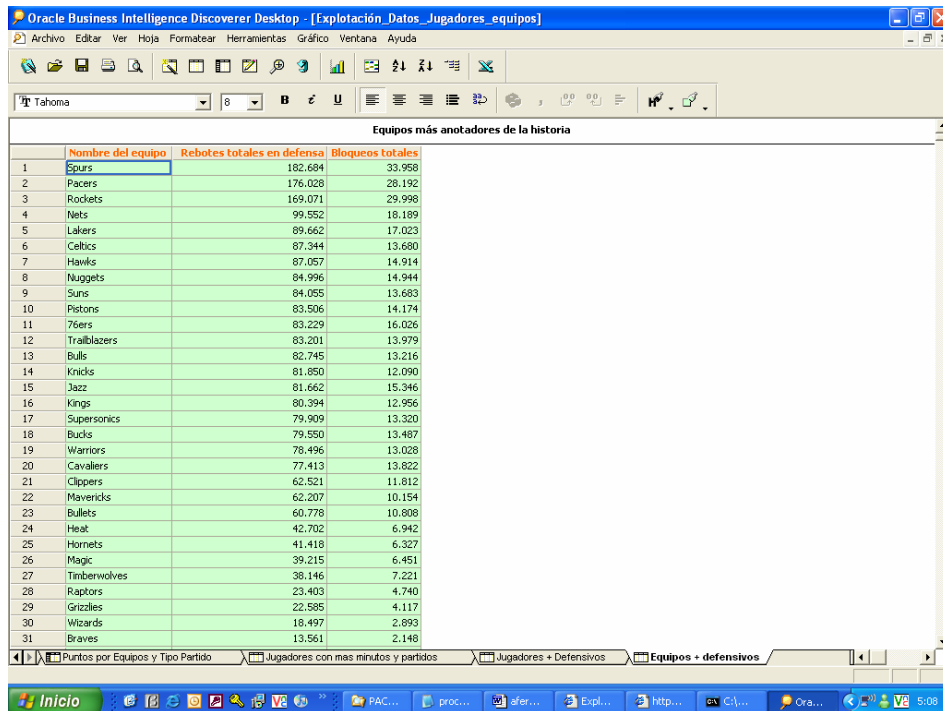 Oracle Business Intelligence Discoverer Desktop - [Explotación_Datos_Jugadores_equipos]
Archivo Editar Ver Hoja Formatear Herramientas Gráfico Ventana Ayuda
Tahoma 8 B i U
Equipos más anotadores de la historia
Nombre del equipo Rebotes totales en defensa Bloqueos totales
1 Spurs 182.684 33.958
2 Pacers 176.028 28.192
3 Rockets 169.071 29.998
4 Nets 99.552 18.189
5 Lakers 89.662 17.023
6 Celtics 87.344 13.680
7 Hawks 87.057 14.914
8 Nuggets 84.996 14.944
9 Suns 84.055 13.683
10 Pistons 83.506 14.174
11 76ers 83.229 16.026
12 Trailblazers 83.201 13.979
13 Bulls 82.745 13.216
14 Knicks 81.850 12.090
15 Jazz 81.662 15.346
16 Kings 80.394 12.956
17 Supersonics 79.909 13.320
18 Bucks 79.550 13.487
19 Warriors 78.496 13.028
20 Cavaliers 77.413 13.822
21 Clippers 62.521 11.812
22 Mavericks 62.207 10.154
23 Bullets 60.778 10.808
24 Heat 42.702 6.942
25 Hornets 41.418 6.327
26 Magic 39.215 6.451
27 Timberwolves 38.146 7.221
28 Raptors 23.403 4.740
29 Grizzlies 22.585 4.117
30 Wizards 18.497 2.893
31 Braves 13.561 2.148
Puntos por Equipos y Tipo Partido Jugadores con mas minutos y partidos Jugadores + Defensivos Equipos + defensivos
Inicio PAC... proc... afer... Expl... http... C:\... Ora... 5:08